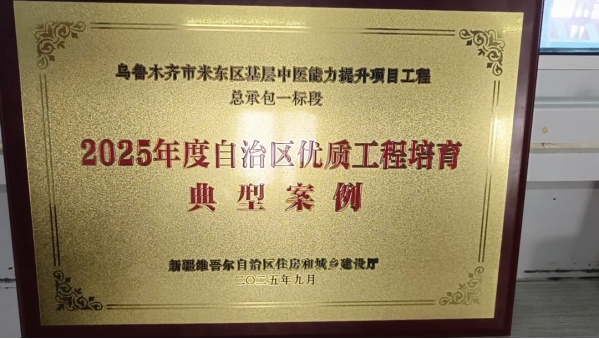 乌鲁木齐市米东区基层中医能力提升项目工程
总承包一标段
2025年度自治区优质工程培育
典型案例
新疆维吾尔自治区住房和城乡建设厅
二〇二五年九月